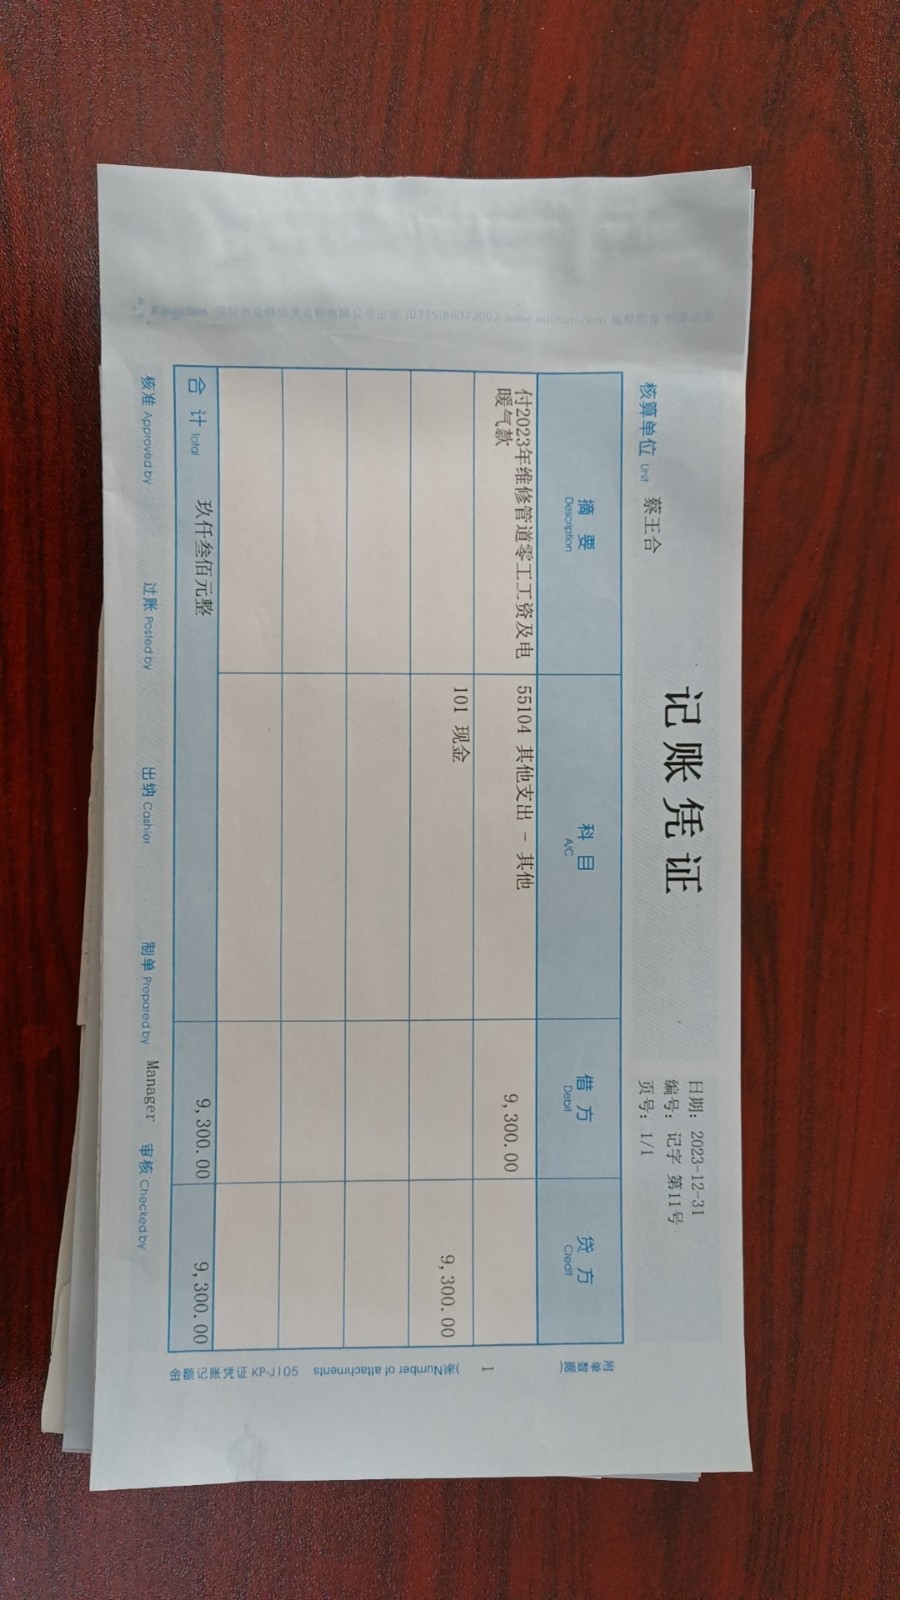 记账凭证
日期: 2023-12-31
编号: 记字 第11号
页号: 1/1
核算单位 Unit 蔡王合
摘要 科目 借方 贷方
Description A/C Debit Credit
付2023年维修管道零工工资及电 55104 其他支出 - 其他 9,300.00
暖气款
101 现金 9,300.00
合计 Total 玖仟叁佰元整 9,300.00 9,300.00
附单据数 1 张(Number of attachments
金额记账凭证 KP-J105
核准 Approved by 过账 Posted by 出纳 Cashier 制单 Prepared by Manager 审核 Checked by
Kingdee